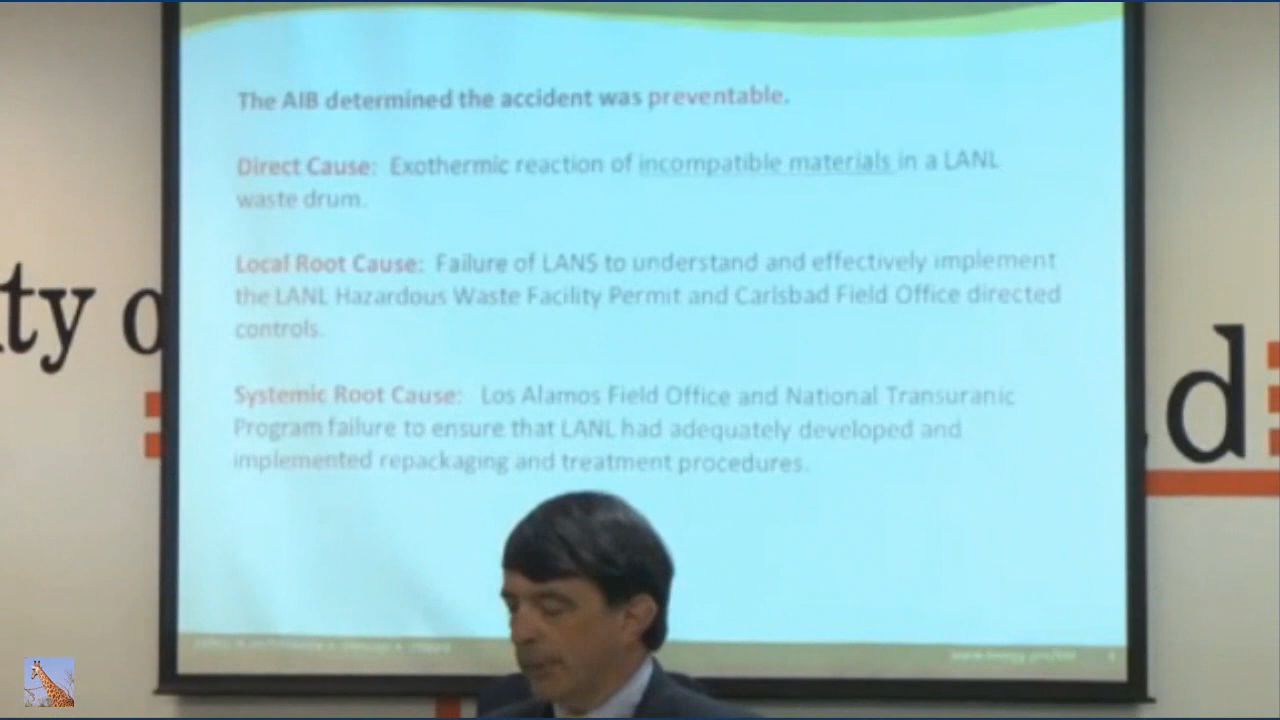 The AIB determined the accident was preventable.
Direct Cause: Exothermic reaction of incompatible materials in a LANL
waste drum.
Local Root Cause: Failure of LANS to understand and effectively implement
the LANL Hazardous Waste Facility Permit and Carlsbad Field Office directed
controls.
ty o
d
Systemic Root Cause: Los Alamos Field Office and National Transuranic
Program failure to ensure that LANL had adequately developed and
implemented repackaging and treatment procedures.